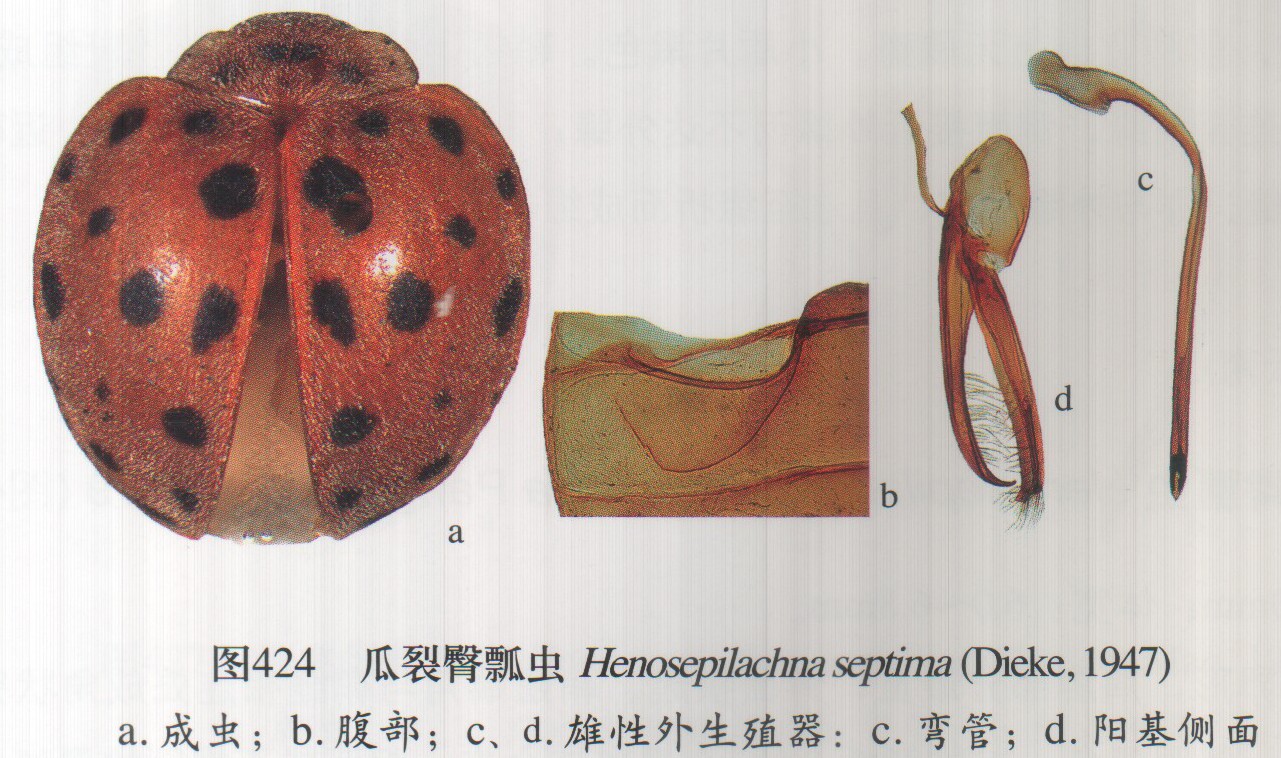 c
d
b
a
图424 瓜裂臀瓢虫 Henosepilachna septima (Dieke, 1947)
a. 成虫；b. 腹部；c、d. 雄性外生殖器：c. 弯管；d. 阳基侧面